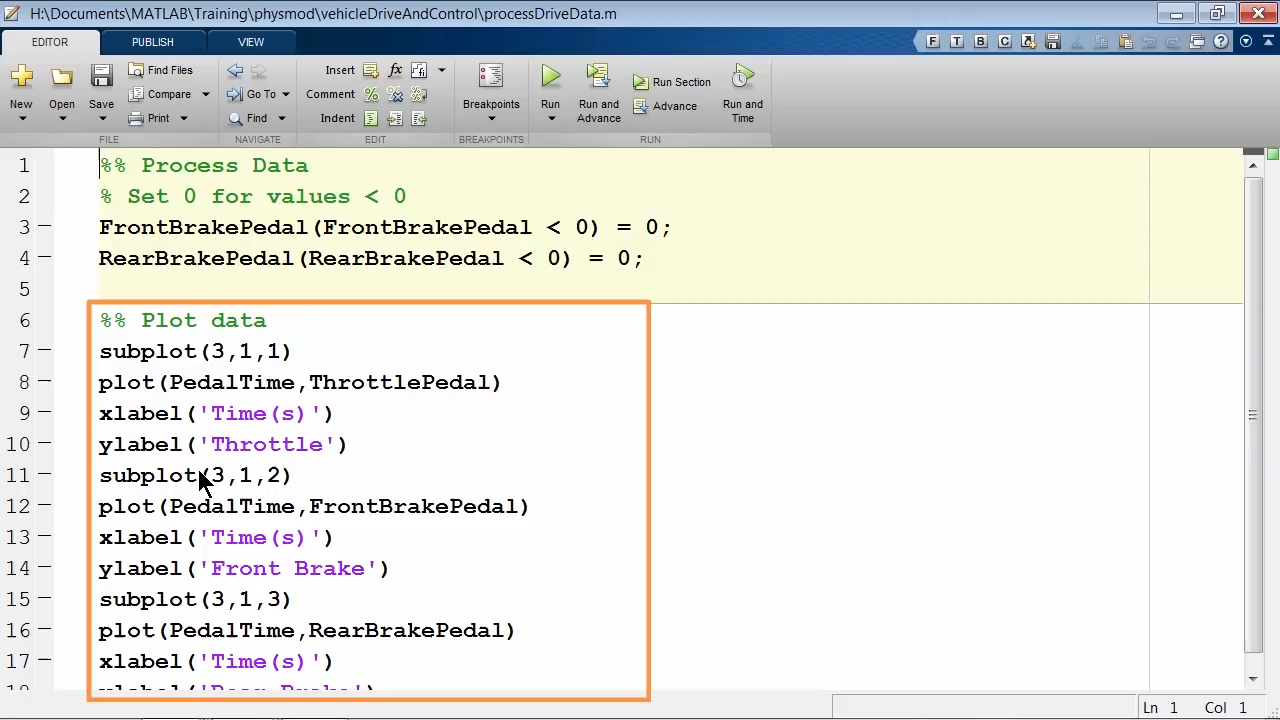 H:\Documents\MATLAB\Training\physmod\vehicleDriveAndControl\processDriveData.m
EDITOR PUBLISH VIEW
F T B C
New
Open
Save
Find Files
Compare
Print
FILE
Go To
Find
NAVIGATE
Insert fx
Comment
Indent
EDIT
Breakpoints
BREAKPOINTS
Run
Run and
Advance
Run Section
Advance
Run and
Time
RUN
1 %% Process Data
2 % Set 0 for values < 0
3 FrontBrakePedal(FrontBrakePedal < 0) = 0;
4 RearBrakePedal(RearBrakePedal < 0) = 0;
5
6 %% Plot data
7 subplot(3,1,1)
8 plot(PedalTime,ThrottlePedal)
9 xlabel('Time(s)')
10 ylabel('Throttle')
11 subplot(3,1,2)
12 plot(PedalTime,FrontBrakePedal)
13 xlabel('Time(s)')
14 ylabel('Front Brake')
15 subplot(3,1,3)
16 plot(PedalTime,RearBrakePedal)
17 xlabel('Time(s)')
18 ylabel('Rear Brake')
Ln 1 Col 1